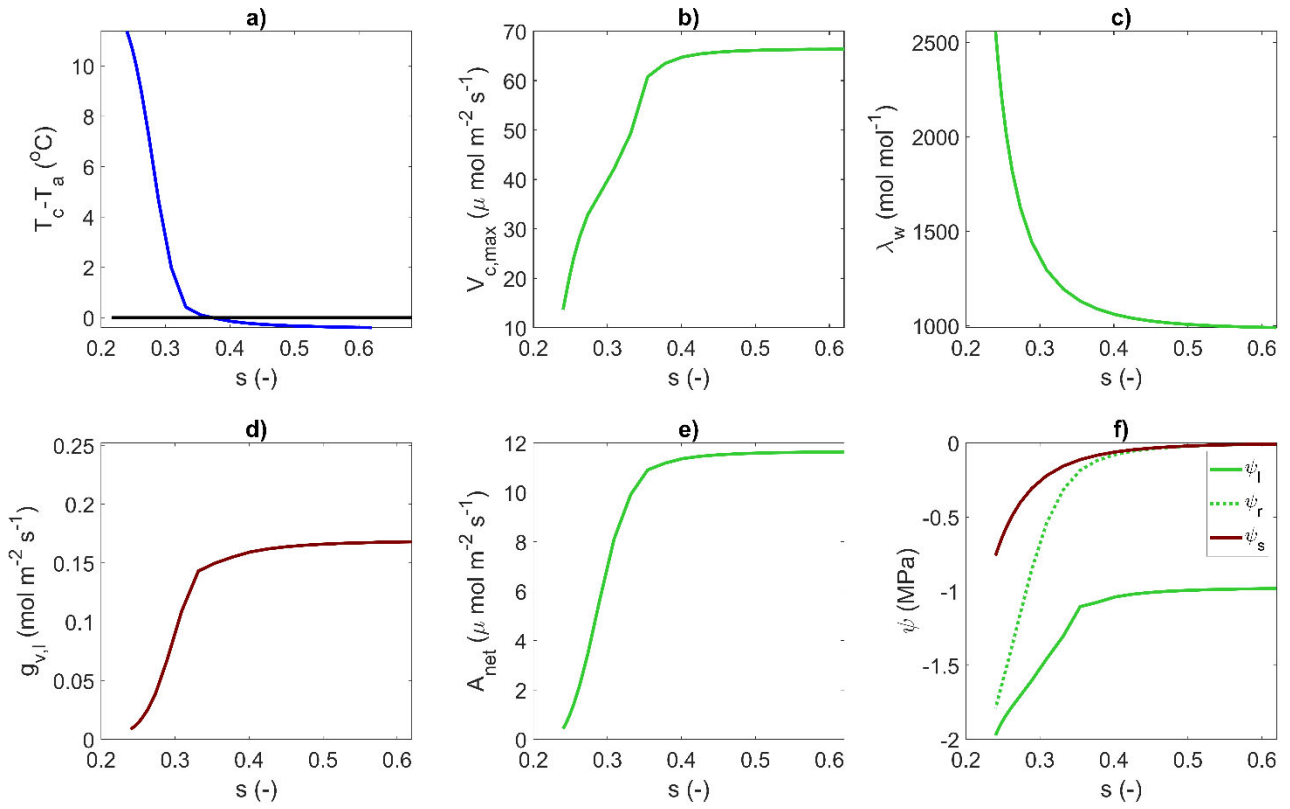 a)
10
8
6
4
2
0
T_c-T_a (°C)
0.2 0.3 0.4 0.5 0.6
s (-)
b)
70
60
50
40
30
20
10
V_c,max (μ mol m^-2 s^-1)
0.2 0.3 0.4 0.5 0.6
s (-)
c)
2500
2000
1500
1000
λ_w (mol mol^-1)
0.2 0.3 0.4 0.5 0.6
s (-)
d)
0.25
0.2
0.15
0.1
0.05
0
g_v,l (mol m^-2 s^-1)
0.2 0.3 0.4 0.5 0.6
s (-)
e)
12
10
8
6
4
2
0
A_net (μ mol m^-2 s^-1)
0.2 0.3 0.4 0.5 0.6
s (-)
f)
0
-0.5
-1
-1.5
-2
ψ (MPa)
ψ_l
ψ_r
ψ_s
0.2 0.3 0.4 0.5 0.6
s (-)